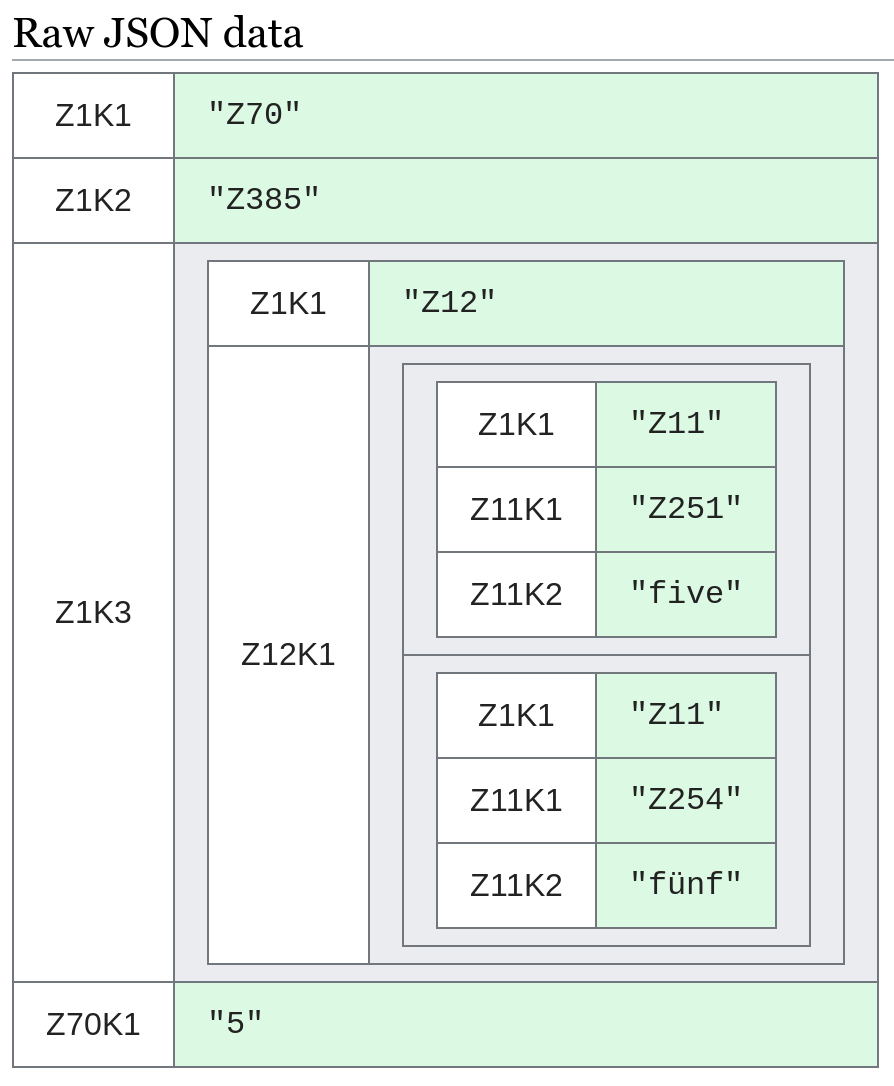 Raw JSON data
Z1K1 "Z70"
Z1K2 "Z385"
Z1K3
Z1K1 "Z12"
Z12K1
Z1K1 "Z11"
Z11K1 "Z251"
Z11K2 "five"
Z1K1 "Z11"
Z11K1 "Z254"
Z11K2 "fünf"
Z70K1 "5"